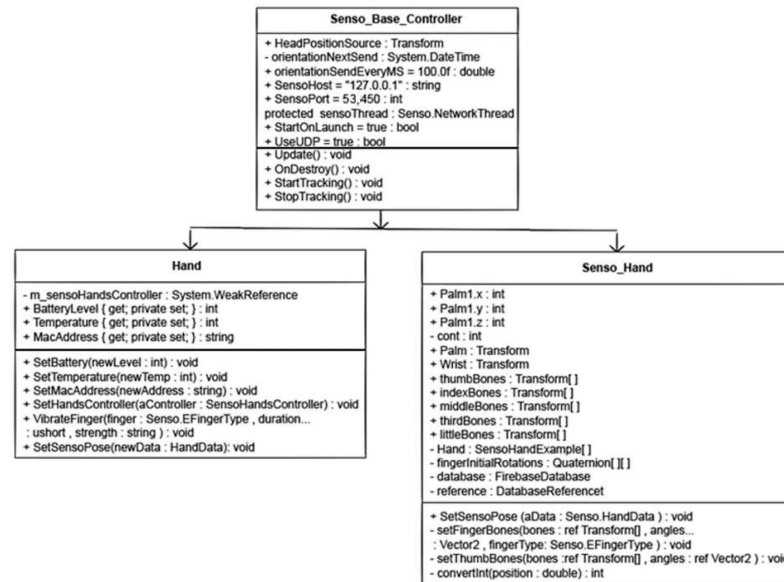 Senso_Base_Controller
+ HeadPositionSource : Transform
- orientationNextSend : System.DateTime
+ orientationSendEveryMS = 100.0f : double
+ SensoHost = "127.0.0.1" : string
+ SensoPort = 53,450 : int
protected sensoThread : Senso.NetworkThread
+ StartOnLaunch = true : bool
+ UseUDP = true : bool
+ Update() : void
+ OnDestroy() : void
+ StartTracking() : void
+ StopTracking() : void
Hand
- m_sensoHandsController : System.WeakReference
+ BatteryLevel { get; private set; } : int
+ Temperature { get; private set; } : int
+ MacAddress { get; private set; } : string
+ SetBattery(newLevel : int) : void
+ SetTemperature(newTemp : int) : void
+ SetMacAddress(newAddress : string) : void
+ SetHandsController(aController : SensoHandsController) : void
+ VibrateFinger(finger : Senso.EFingerType , duration...
: ushort , strength : string ) : void
+ SetSensoPose(newData : HandData): void
Senso_Hand
+ Palm1.x : int
+ Palm1.y : int
+ Palm1.z : int
- cont : int
+ Palm : Transform
+ Wrist : Transform
+ thumbBones : Transform[ ]
+ indexBones : Transform[ ]
+ middleBones : Transform[ ]
+ thirdBones : Transform[ ]
+ littleBones : Transform[ ]
- Hand : SensoHandExample[ ]
- fingerInitialRotations : Quaternion[ ][ ]
- database : FirebaseDatabase
- reference : DatabaseReferencet
+ SetSensoPose (aData : Senso.HandData ) : void
- setFingerBones(bones : ref Transform[] , angles...
: Vector2 , fingerType: Senso.EFingerType ) : void
- setThumbBones(bones :ref Transform[] , angles : ref Vector2 ) : void
- convertInt(position : double) : int